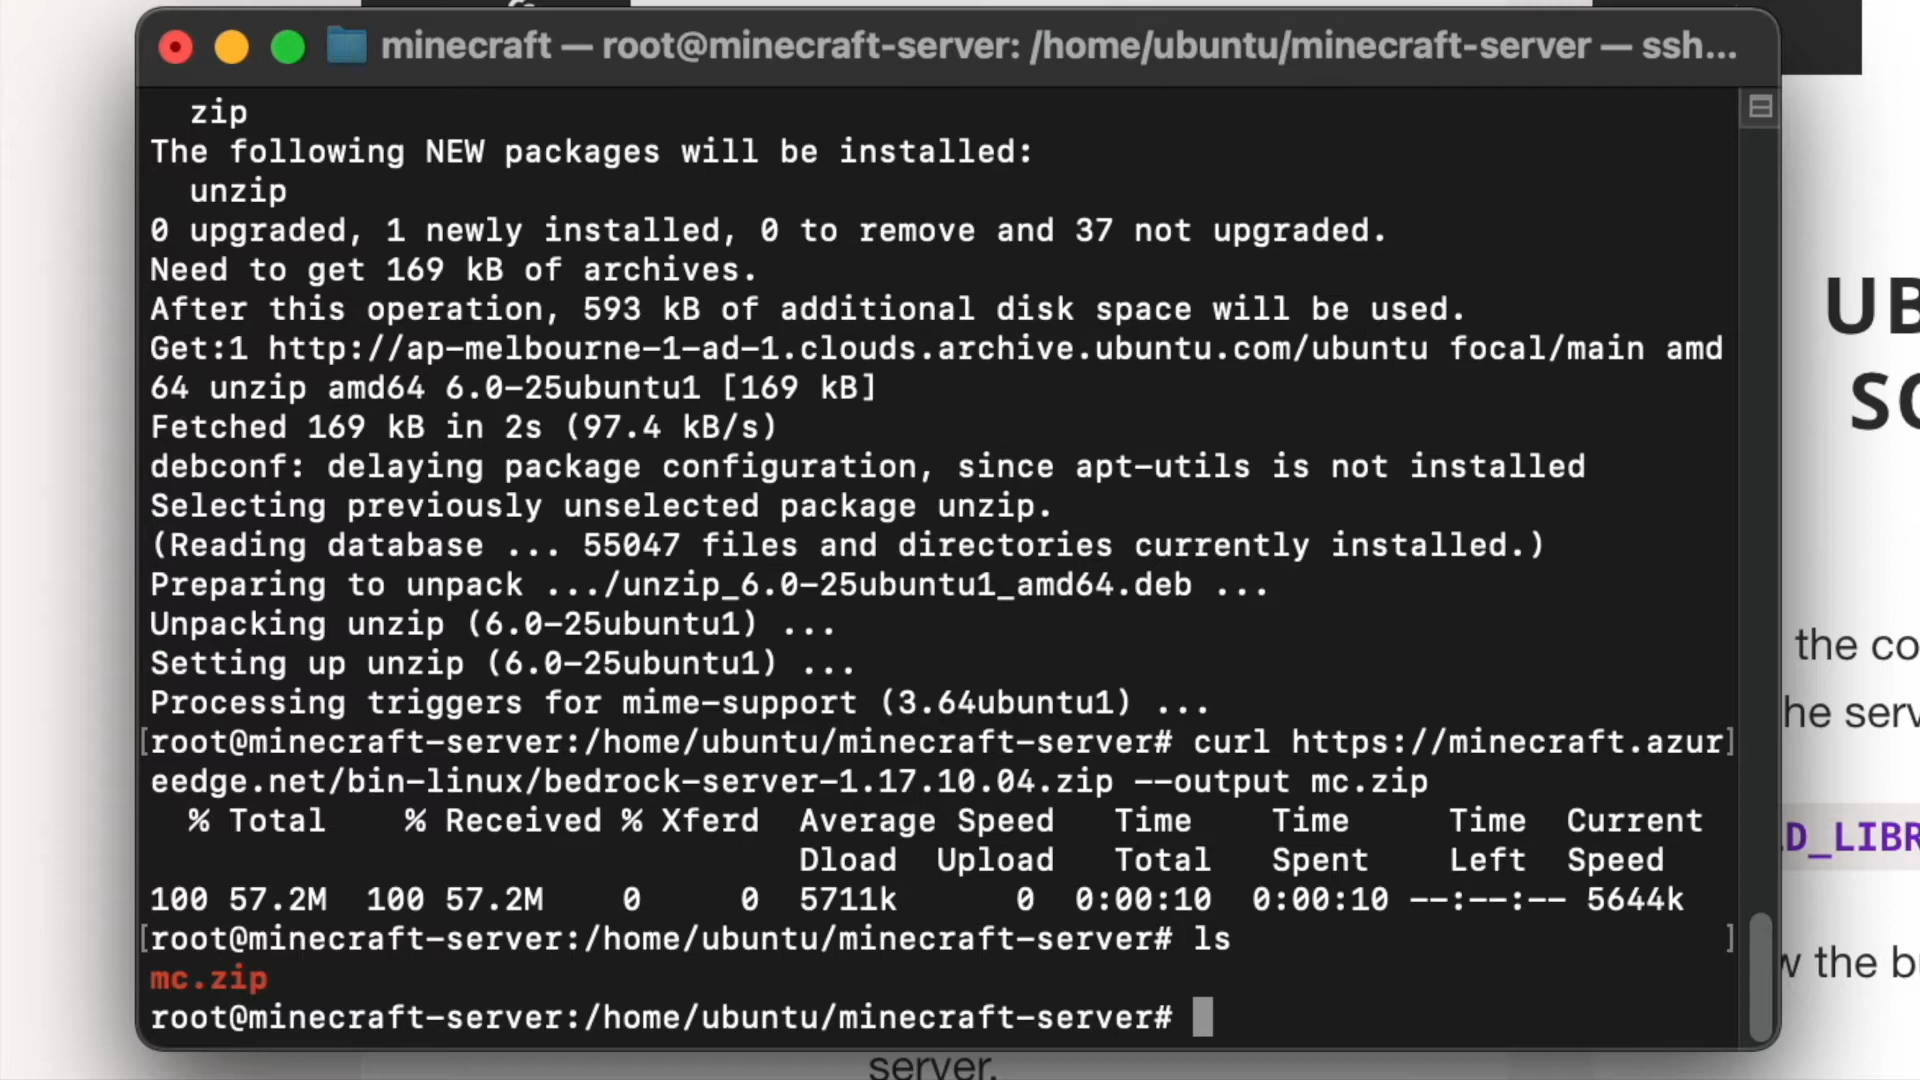 minecraft — root@minecraft-server: /home/ubuntu/minecraft-server — ssh...
zip
The following NEW packages will be installed:
unzip
0 upgraded, 1 newly installed, 0 to remove and 37 not upgraded.
Need to get 169 kB of archives.
After this operation, 593 kB of additional disk space will be used.
Get:1 http://ap-melbourne-1-ad-1.clouds.archive.ubuntu.com/ubuntu focal/main amd
64 unzip amd64 6.0-25ubuntu1 [169 kB]
Fetched 169 kB in 2s (97.4 kB/s)
debconf: delaying package configuration, since apt-utils is not installed
Selecting previously unselected package unzip.
(Reading database ... 55047 files and directories currently installed.)
Preparing to unpack .../unzip_6.0-25ubuntu1_amd64.deb ...
Unpacking unzip (6.0-25ubuntu1) ...
Setting up unzip (6.0-25ubuntu1) ...
Processing triggers for mime-support (3.64ubuntu1) ...
[root@minecraft-server:/home/ubuntu/minecraft-server# curl https://minecraft.azur]
eedge.net/bin-linux/bedrock-server-1.17.10.04.zip --output mc.zip
% Total % Received % Xferd Average Speed Time Time Time Current
Dload Upload Total Spent Left Speed
100 57.2M 100 57.2M 0 0 5711k 0 0:00:10 0:00:10 --:--:-- 5644k
[root@minecraft-server:/home/ubuntu/minecraft-server# ls ]
mc.zip
root@minecraft-server:/home/ubuntu/minecraft-server#
UB
SC
the co
he serv
D_LIBR
w the b
server.